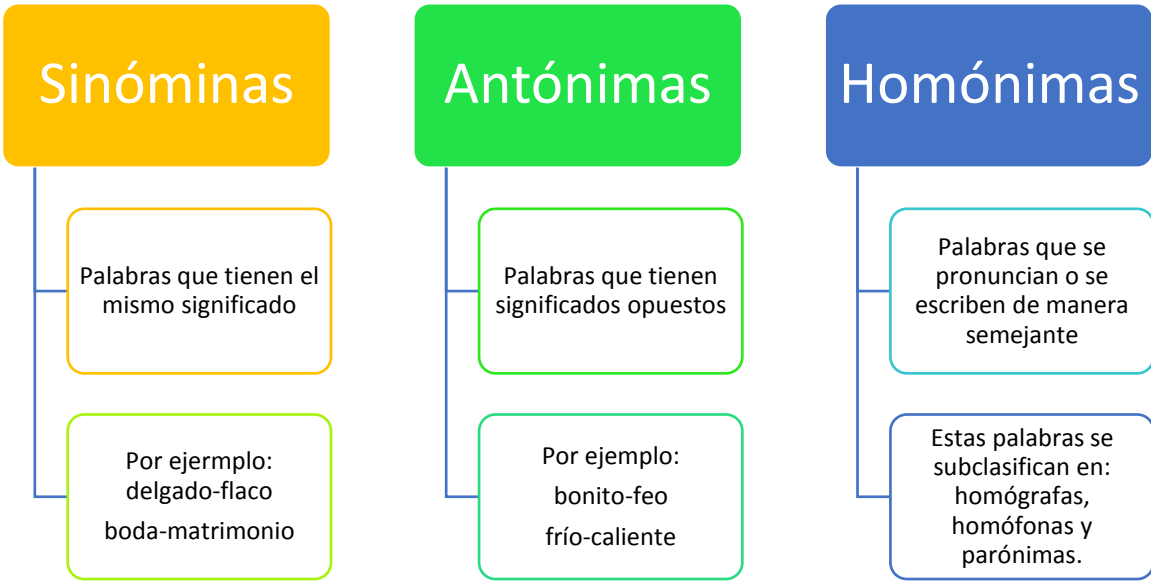 Sinóminas
Palabras que tienen el
mismo significado
Por ejermplo:
delgado-flaco
boda-matrimonio
Antónimas
Palabras que tienen
significados opuestos
Por ejemplo:
bonito-feo
frío-caliente
Homónimas
Palabras que se
pronuncian o se
escriben de manera
semejante
Estas palabras se
subclasifican en:
homógrafas,
homófonas y
parónimas.